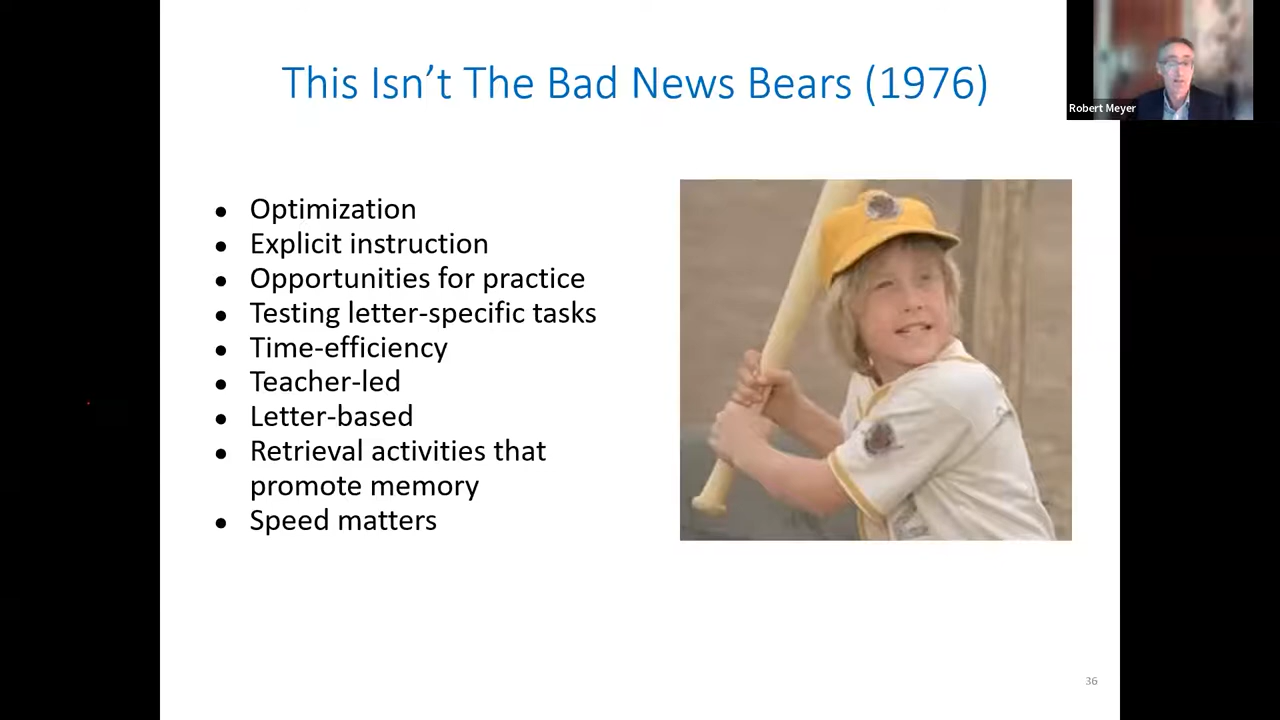 This Isn’t The Bad News Bears (1976)
Robert Meyer
• Optimization
• Explicit instruction
• Opportunities for practice
• Testing letter-specific tasks
• Time-efficiency
• Teacher-led
• Letter-based
• Retrieval activities that
promote memory
• Speed matters
36